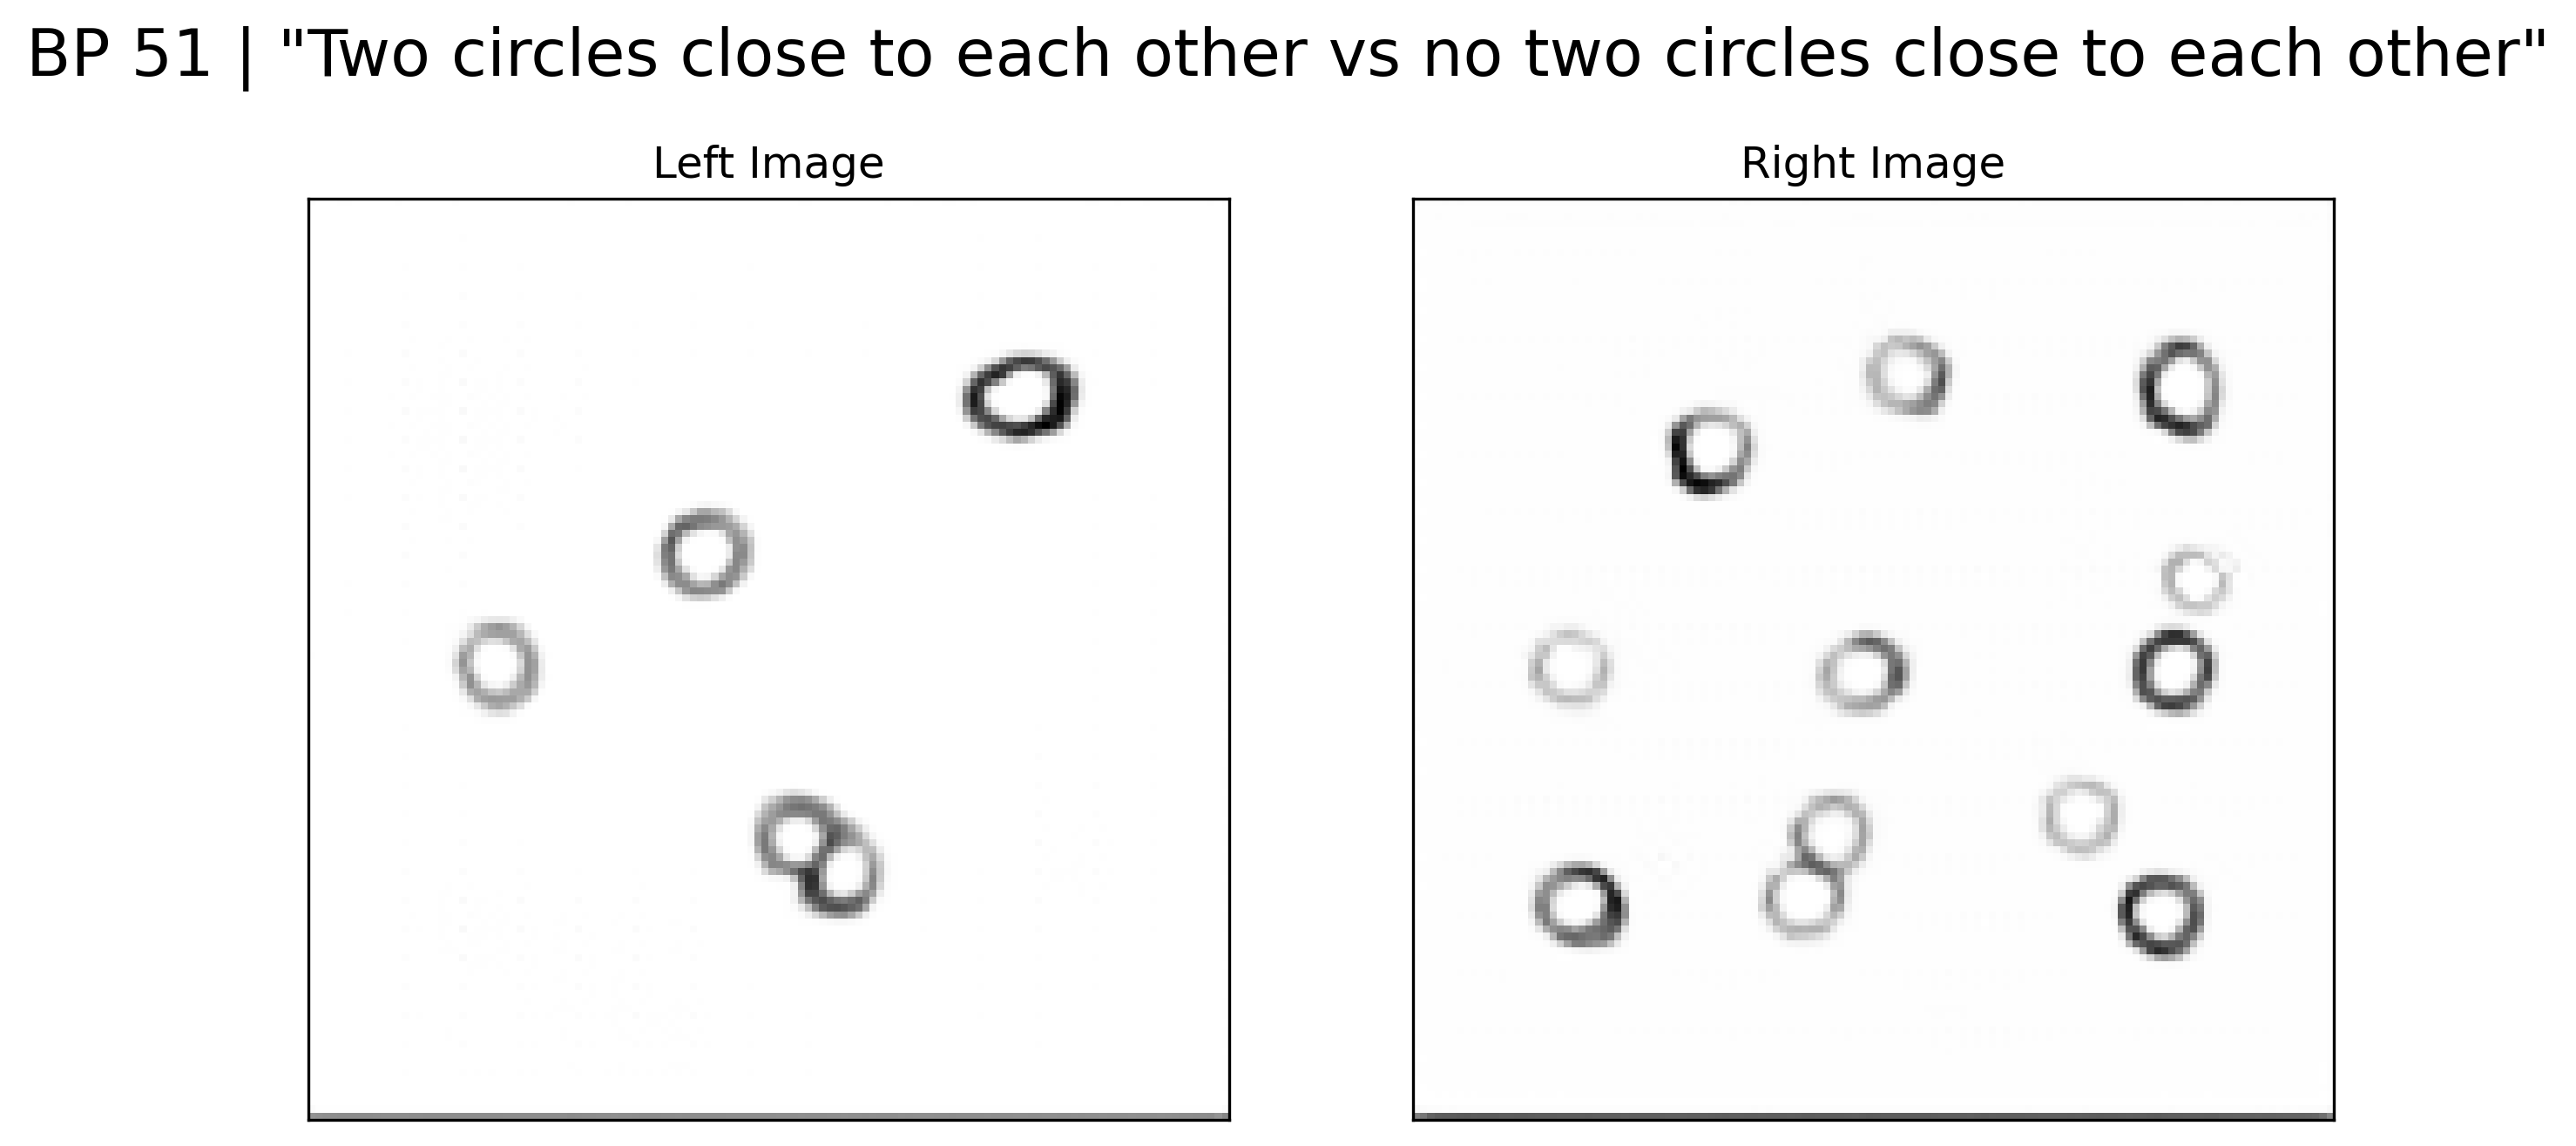 BP 51 | "Two circles close to each other vs no two circles close to each other"
Left Image
Right Image